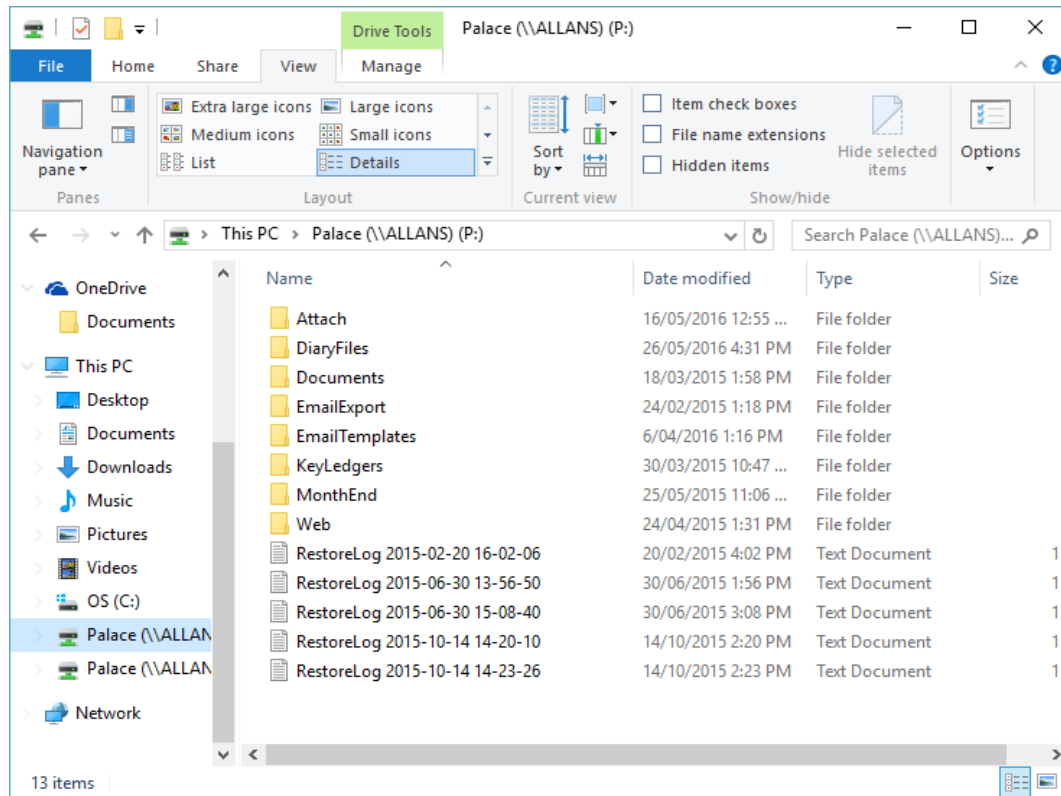 Drive Tools Palace (\\ALLANS) (P:)
File Home Share View Manage
Extra large icons Large icons
Medium icons Small icons
List Details
Navigation pane
Sort by
Item check boxes
File name extensions
Hidden items
Hide selected items
Options
Panes Layout Current view Show/hide
This PC > Palace (\\ALLANS) (P:)
Search Palace (\\ALLANS)...
OneDrive
Documents
This PC
Desktop
Documents
Downloads
Music
Pictures
Videos
OS (C:)
Palace (\\ALLAN
Palace (\\ALLAN
Network
Name Date modified Type Size
Attach 16/05/2016 12:55 ... File folder
DiaryFiles 26/05/2016 4:31 PM File folder
Documents 18/03/2015 1:58 PM File folder
EmailExport 24/02/2015 1:18 PM File folder
EmailTemplates 6/04/2016 1:16 PM File folder
KeyLedgers 30/03/2015 10:47 ... File folder
MonthEnd 25/05/2015 11:06 ... File folder
Web 24/04/2015 1:31 PM File folder
RestoreLog 2015-02-20 16-02-06 20/02/2015 4:02 PM Text Document 1
RestoreLog 2015-06-30 13-56-50 30/06/2015 1:56 PM Text Document 1
RestoreLog 2015-06-30 15-08-40 30/06/2015 3:08 PM Text Document 1
RestoreLog 2015-10-14 14-20-10 14/10/2015 2:20 PM Text Document 1
RestoreLog 2015-10-14 14-23-26 14/10/2015 2:23 PM Text Document 1
13 items